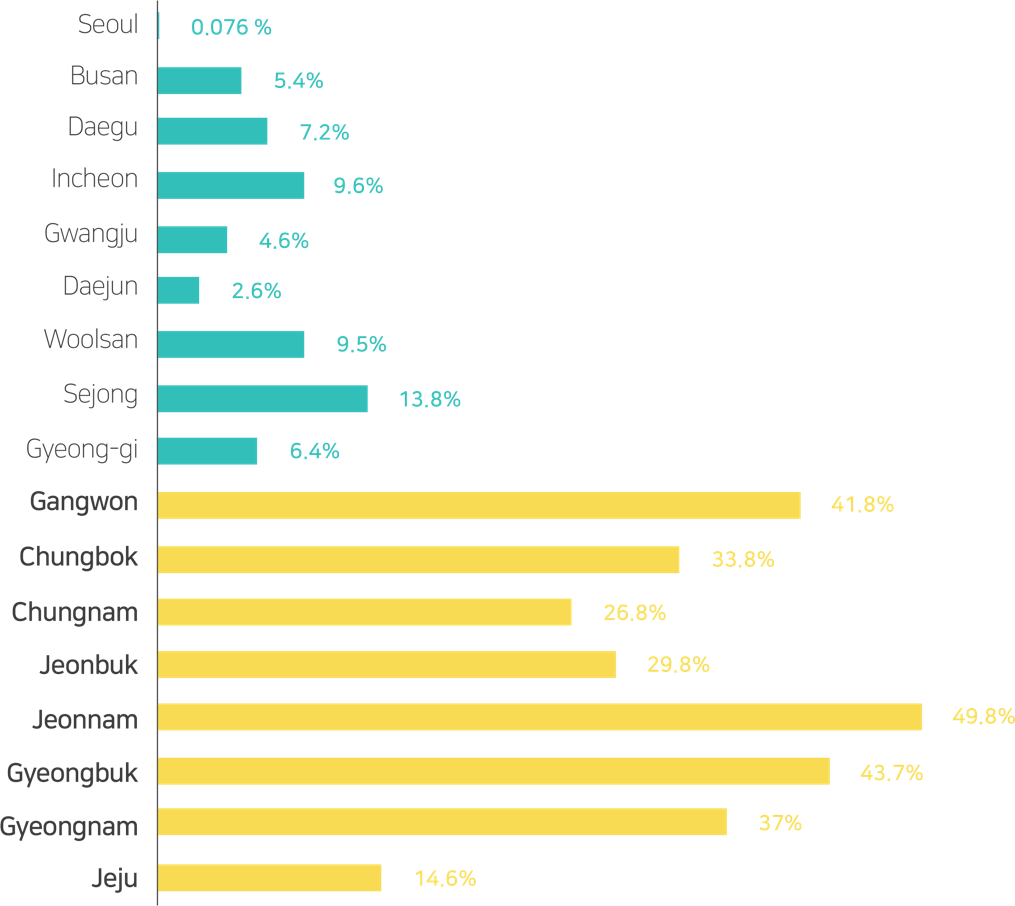 Seoul 0.076 %
Busan 5.4%
Daegu 7.2%
Incheon 9.6%
Gwangju 4.6%
Daejun 2.6%
Woolsan 9.5%
Sejong 13.8%
Gyeong-gi 6.4%
Gangwon 41.8%
Chungbok 33.8%
Chungnam 26.8%
Jeonbuk 29.8%
Jeonnam 49.8%
Gyeongbuk 43.7%
Gyeongnam 37%
Jeju 14.6%